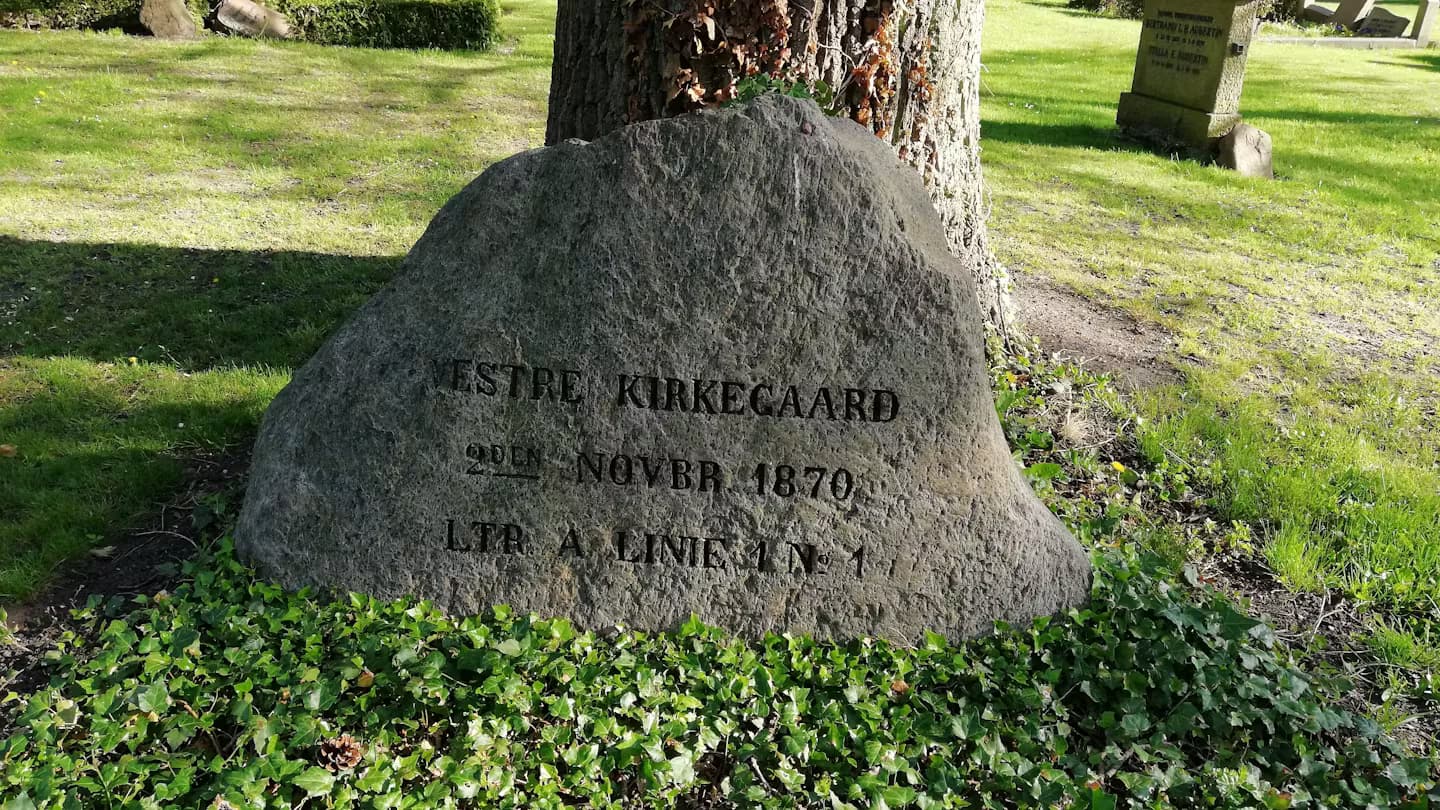 VESTRE KIRKEGAARD
2DEN NOVBR 1870
LTR A LINIE 1 No 1